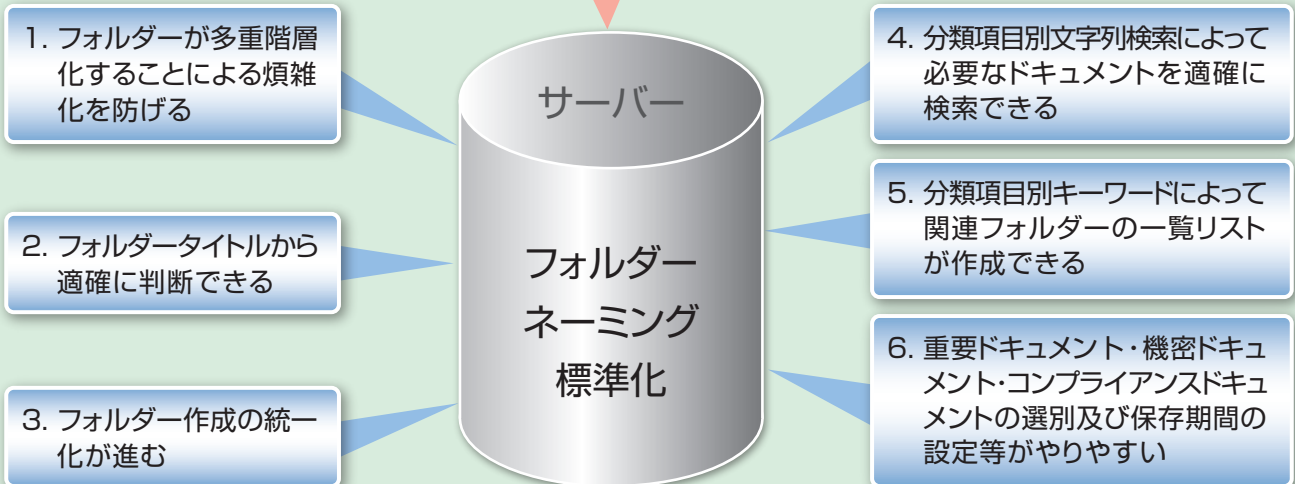 1. フォルダーが多重階層
化することによる煩雑
化を防げる
2. フォルダータイトルから
適確に判断できる
3. フォルダー作成の統一
化が進む
サーバー
フォルダー
ネーミング
標準化
4. 分類項目別文字列検索によって
必要なドキュメントを適確に
検索できる
5. 分類項目別キーワードによって
関連フォルダーの一覧リスト
が作成できる
6. 重要ドキュメント・機密ドキュ
メント・コンプライアンスドキュ
メントの選別及び保存期間の
設定等がやりやすい